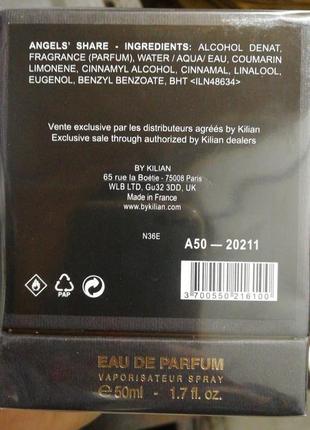 ANGELS' SHARE - INGREDIENTS: ALCOHOL DENAT,
FRAGRANCE (PARFUM), WATER / AQUA/ EAU, COUMARIN
LIMONENE, CINNAMYL ALCOHOL, CINNAMAL, LINALOOL,
EUGENOL, BENZYL BENZOATE, BHT <ILN48634>
Vente exclusive par les distributeurs agréés by Kilian
Exclusive sale through authorized by Kilian dealers
BY KILIAN
65 rue la Boëtie - 75008 Paris
WLB LTD, Gu32 3DD, UK
Made in France
www.bykilian.com
N36E
A50 — 20211
PAP
3 700550 216100
EAU DE PARFUM
VAPORISATEUR SPRAY
e 50ml - 1.7 fl. oz.